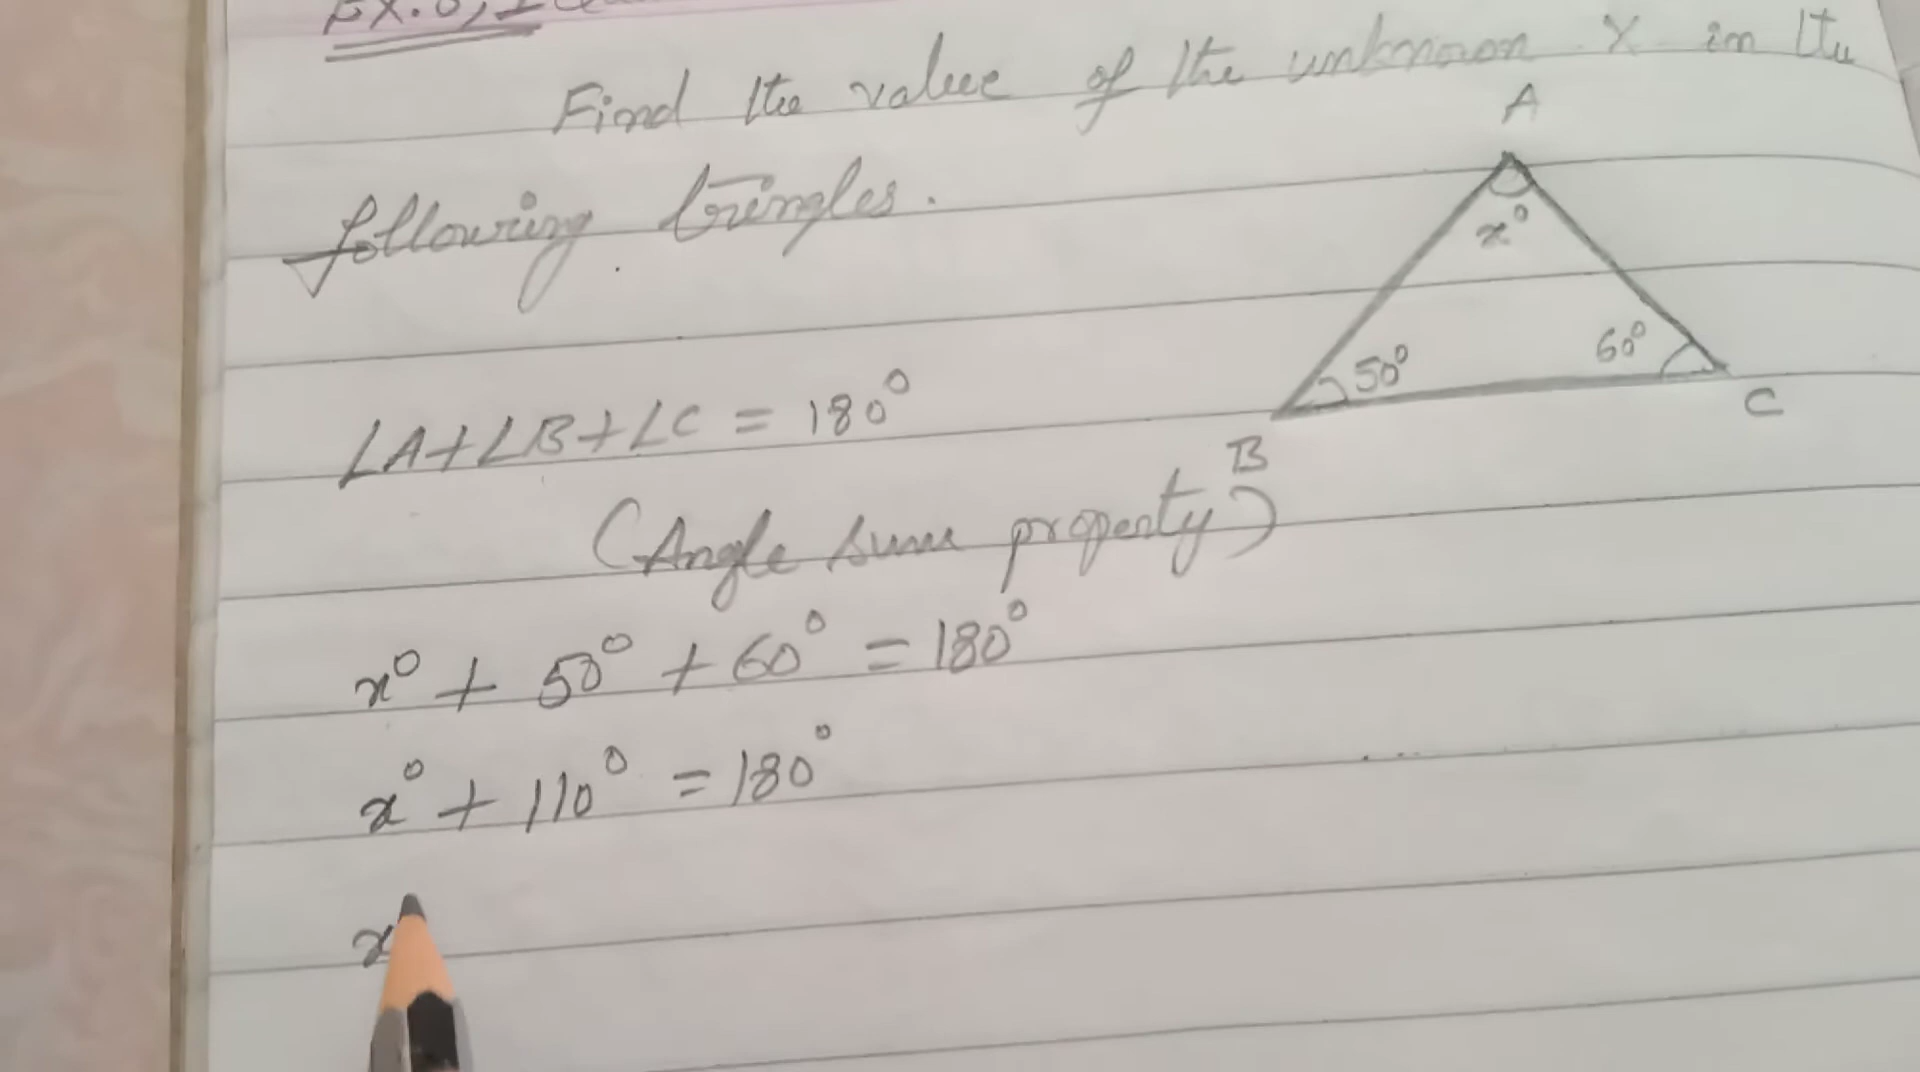 Find the value of the unknown x in the
A
following tringles.
x°
50° 60°
B C
∠A+∠B+∠C = 180°
(Angle sum property)
x° + 50° + 60° = 180°
x° + 110° = 180°
x